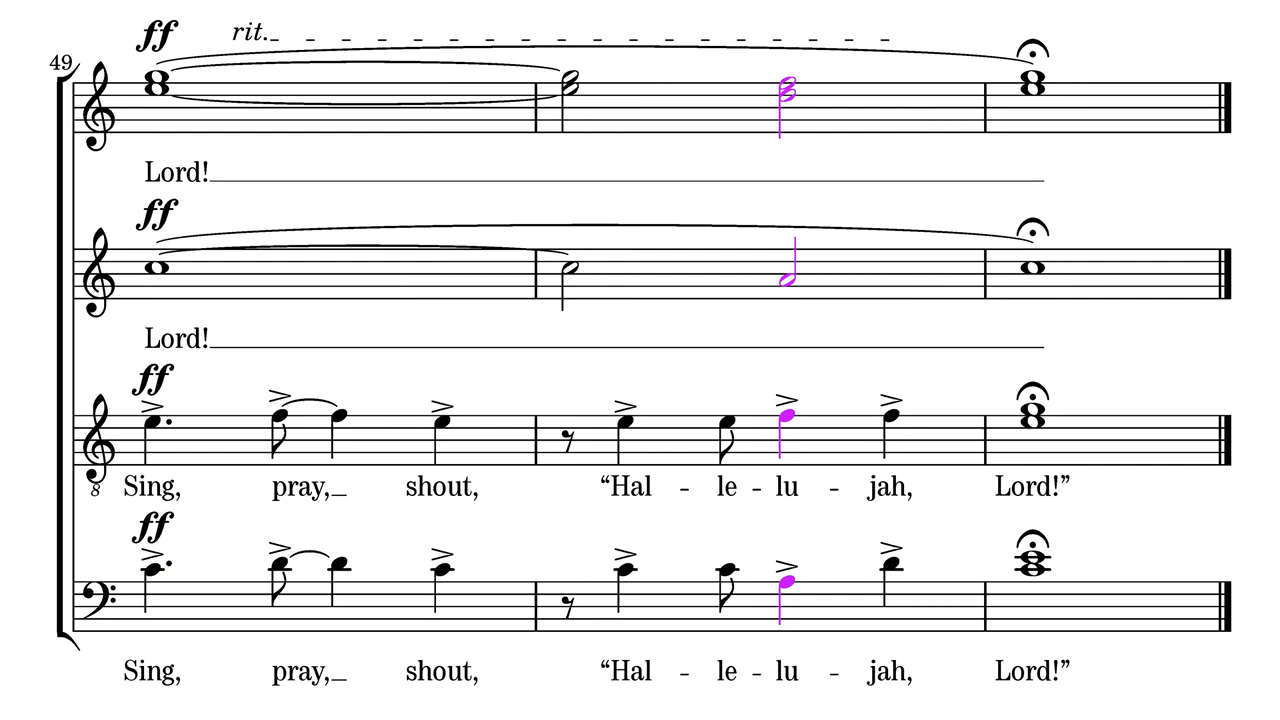 ff rit.
49
Lord!
ff
Lord!
ff
8
Sing, pray, shout, “Hal - le - lu - jah, Lord!”
ff
Sing, pray, shout, “Hal - le - lu - jah, Lord!”